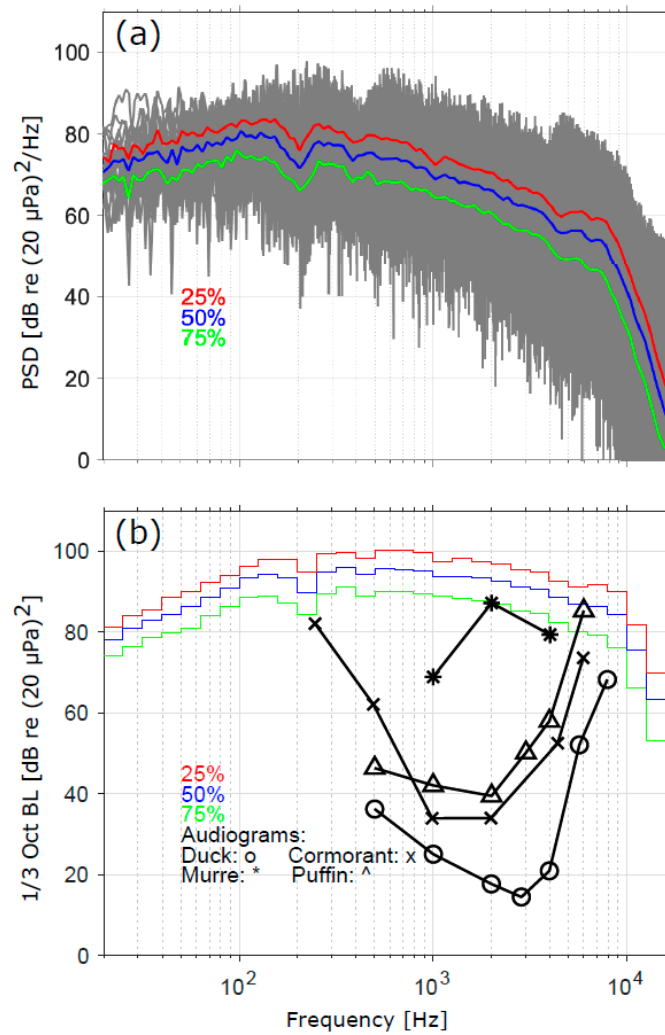 (a)
100
80
60
40
20
0
PSD [dB re (20 µPa)²/Hz]
25%
50%
75%
(b)
100
80
60
40
20
0
1/3 Oct BL [dB re (20 µPa)²]
25%
50%
75%
Audiograms:
Duck: o Cormorant: x
Murre: * Puffin: ^
10² 10³ 10⁴
Frequency [Hz]